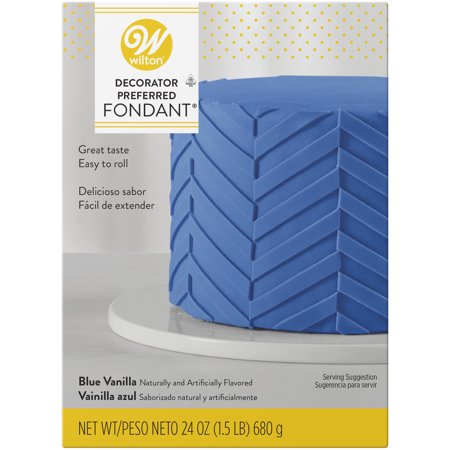 W
wilton®
DECORATOR
PREFERRED
FONDANT®
Great taste
Easy to roll
Delicioso sabor
Fácil de extender
Blue Vanilla Naturally and Artificially Flavored
Vainilla azul Saborizado natural y artificialmente
Serving Suggestion
Sugerencia para servir
NET WT/PESO NETO 24 OZ (1.5 LB) 680 g